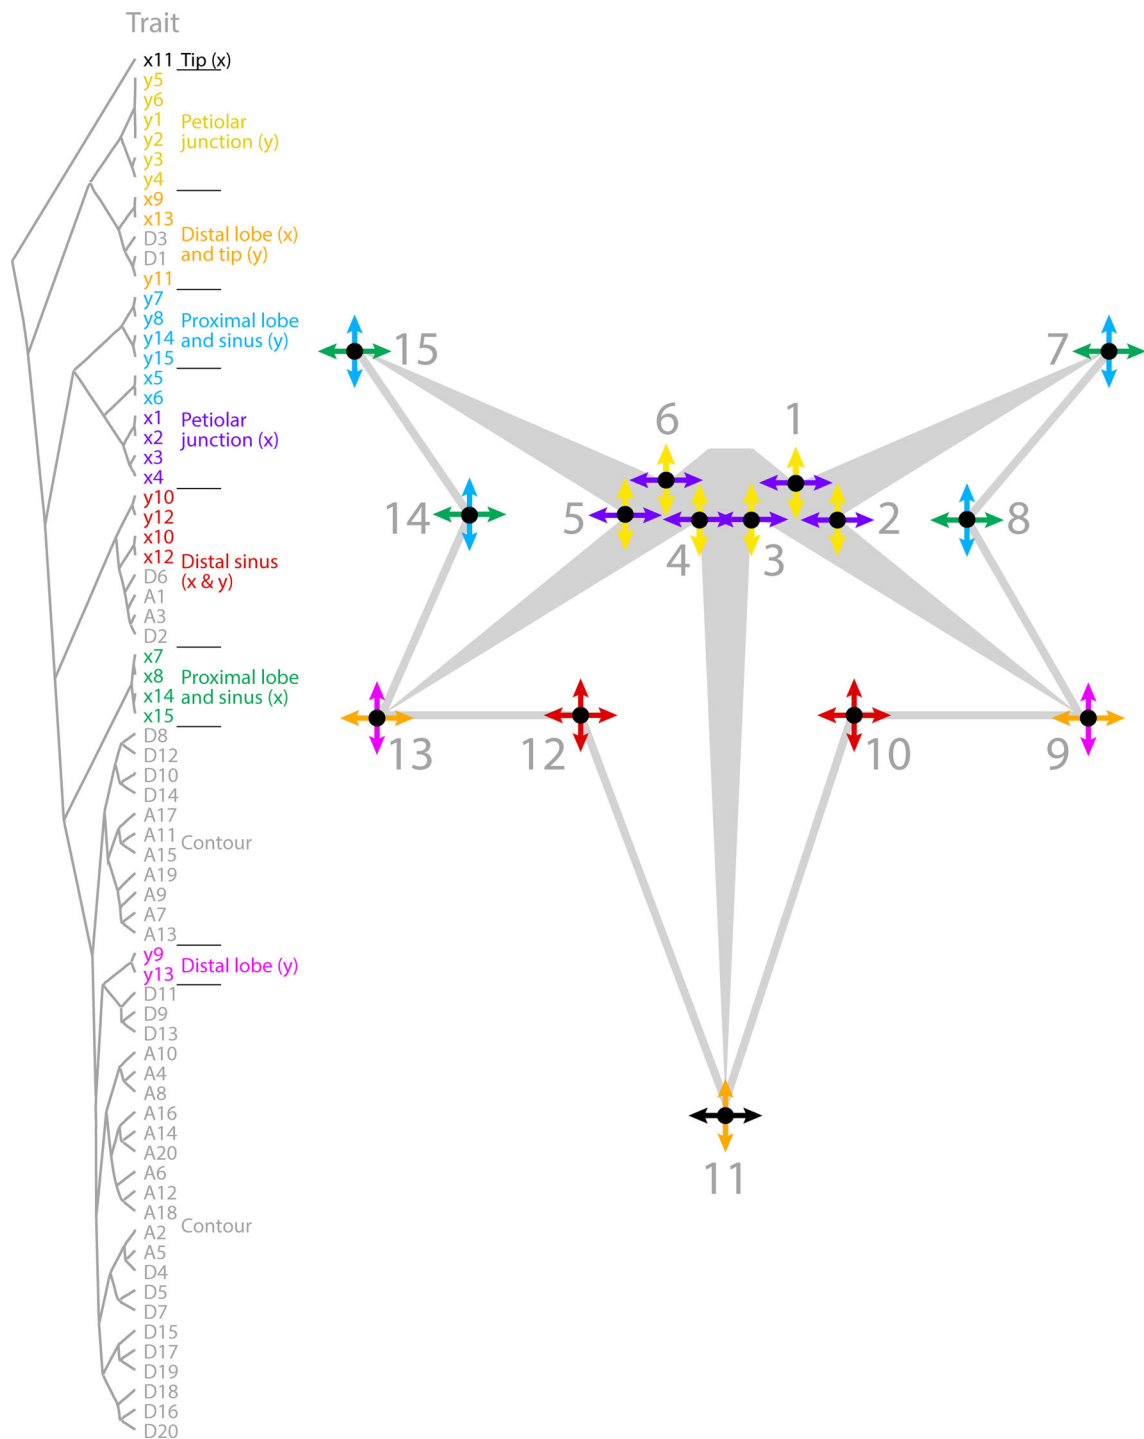 Trait
x11 Tip (x)
y5
y6
y1
Petiolar
y2
junction (y)
y3
y4
x9
x13
Distal lobe (x)
D3
and tip (y)
D1
y11
y7
y8
Proximal lobe
and sinus (y)
y14
y15
x5
x6
x1
Petiolar
x2
junction (x)
x3
x4
y10
y12
x10
x12
Distal sinus
(x & y)
D6
A1
A3
D2
x7
x8
Proximal lobe
x14
and sinus (x)
x15
D8
D12
D10
D14
A17
A11
Contour
A15
A19
A9
A7
A13
y9
Distal lobe (y)
y13
D11
D9
D13
A10
A4
A8
A16
A14
A20
A6
A12
A18
Contour
A2
A5
D4
D5
D7
D15
D17
D19
D18
D16
D20
15
7
6
1
14
5
4
3
2
8
13
12
10
9
11